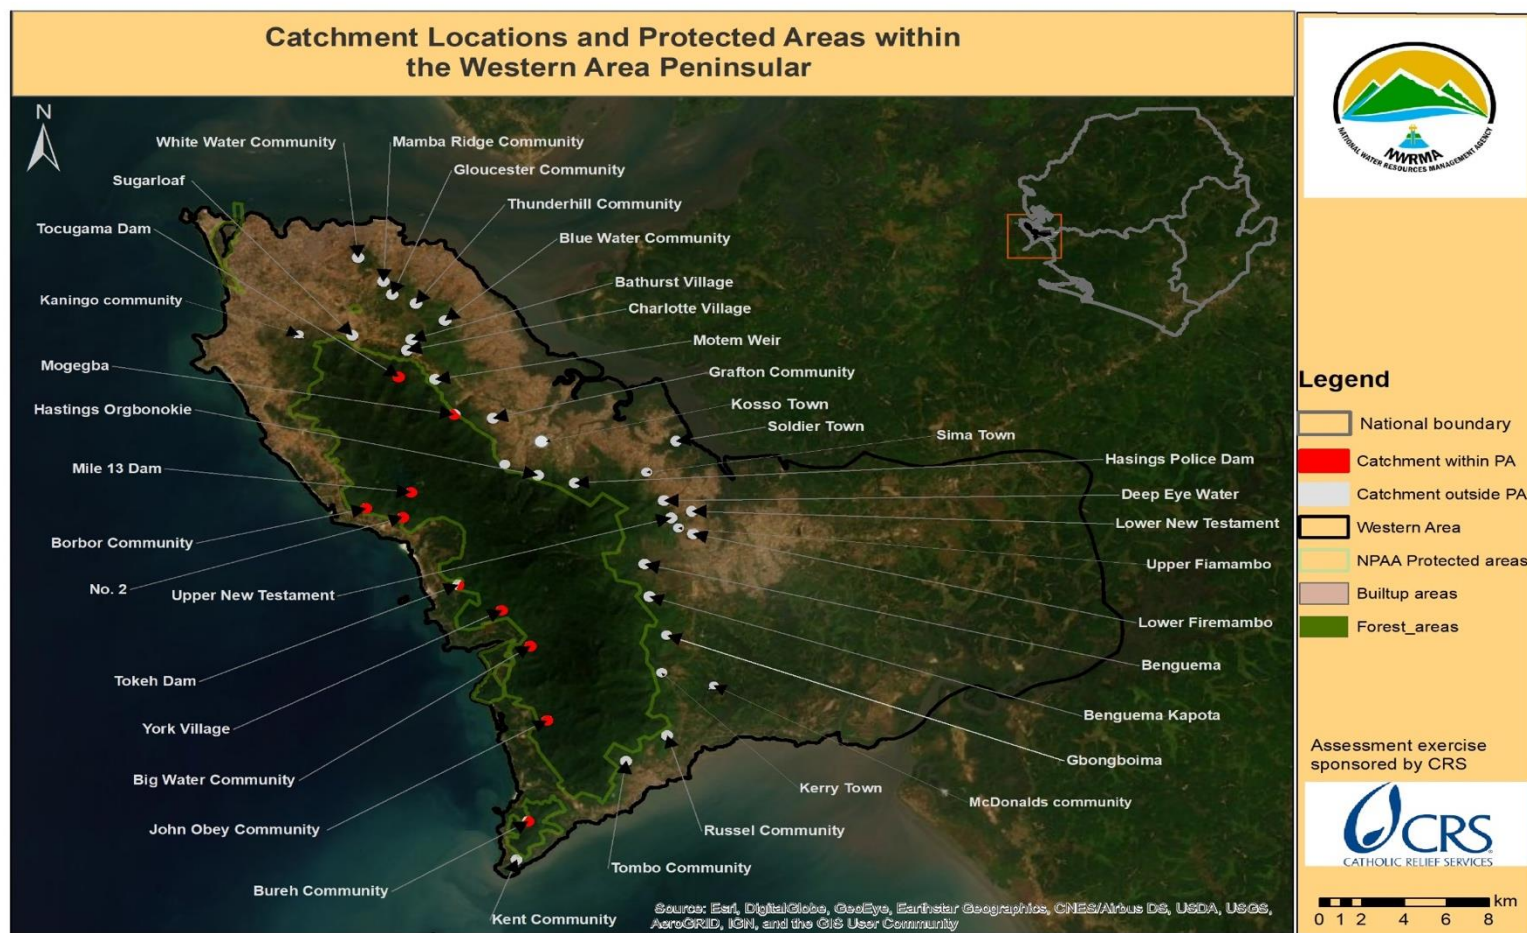 Catchment Locations and Protected Areas within
the Western Area Peninsular
N
White Water Community
Mamba Ridge Community
Gloucester Community
Sugarloaf
Thunderhill Community
Tocugama Dam
Blue Water Community
Bathurst Village
Kaningo community
Charlotte Village
Motem Weir
Mogegba
Grafton Community
Hastings Orgbonokie
Kosso Town
Soldier Town
Sima Town
Mile 13 Dam
Hasings Police Dam
Deep Eye Water
Lower New Testament
Borbor Community
Upper Fiamambo
No. 2
Upper New Testament
Lower Firemambo
Benguema
Tokeh Dam
Benguema Kapota
York Village
Gbongboima
Big Water Community
Kerry Town
McDonalds community
John Obey Community
Russel Community
Tombo Community
Bureh Community
Kent Community
Source: Esri, DigitalGlobe, GeoEye, Earthstar Geographics, CNES/Airbus DS, USDA, USGS,
AeroGRID, IGN, and the GIS User Community
NATIONAL WATER RESOURCES MANAGEMENT AGENCY
NWRMA
Legend
National boundary
Catchment within PA
Catchment outside PA
Western Area
NPAA Protected areas
Builtup areas
Forest_areas
Assessment exercise
sponsored by CRS
CRS
CATHOLIC RELIEF SERVICES
km
0 1 2 4 6 8